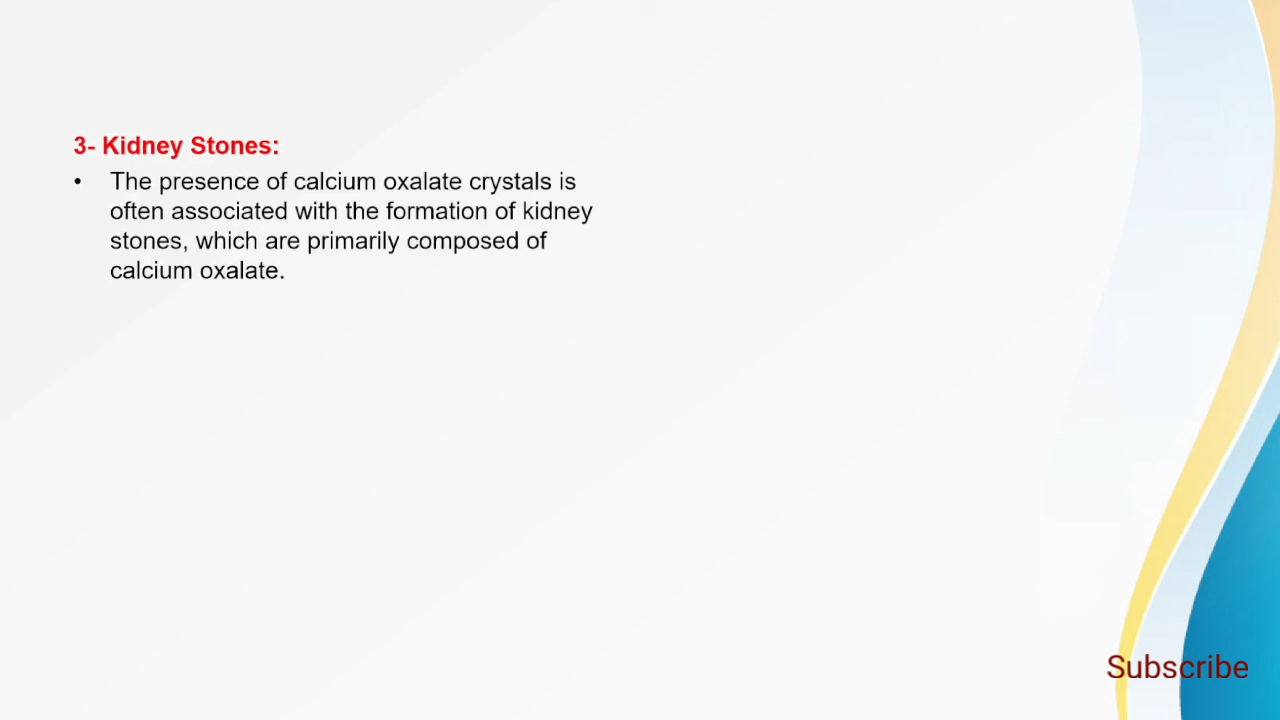 3- Kidney Stones:
• The presence of calcium oxalate crystals is
often associated with the formation of kidney
stones, which are primarily composed of
calcium oxalate.
Subscribe